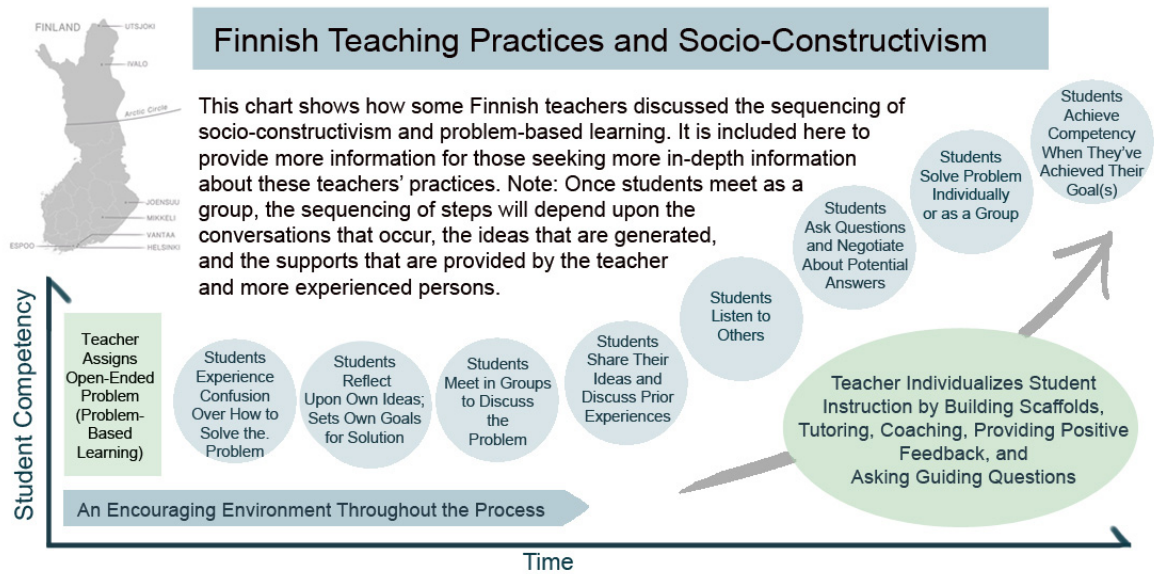 FINLAND
UTSJOKI
IVALO
Arctic Circle
JOENSUU
MIKKELI
VANTAA
ESPOO
HELSINKI
Finnish Teaching Practices and Socio-Constructivism
This chart shows how some Finnish teachers discussed the sequencing of
socio-constructivism and problem-based learning. It is included here to
provide more information for those seeking more in-depth information
about these teachers' practices. Note: Once students meet as a
group, the sequencing of steps will depend upon the
conversations that occur, the ideas that are generated,
and the supports that are provided by the teacher
and more experienced persons.
Student Competency
Teacher
Assigns
Open-Ended
Problem
(Problem-
Based
Learning)
Students
Experience
Confusion
Over How to
Solve the.
Problem
Students
Reflect
Upon Own Ideas;
Sets Own Goals
for Solution
Students
Meet in Groups
to Discuss
the
Problem
Students
Share Their
Ideas and
Discuss Prior
Experiences
Students
Listen to
Others
Students
Ask Questions
and Negotiate
About Potential
Answers
Students
Solve Problem
Individually
or as a Group
Students
Achieve
Competency
When They've
Achieved Their
Goal(s)
Teacher Individualizes Student
Instruction by Building Scaffolds,
Tutoring, Coaching, Providing Positive
Feedback, and
Asking Guiding Questions
An Encouraging Environment Throughout the Process
Time